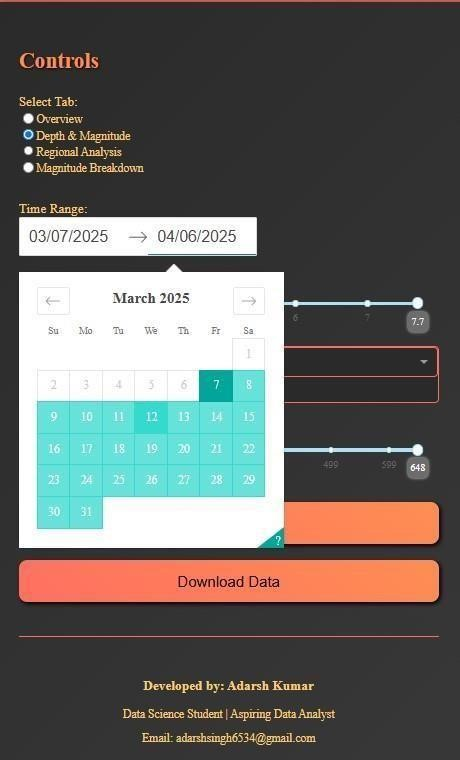 Controls
Select Tab:
Overview
Depth & Magnitude
Regional Analysis
Magnitude Breakdown
Time Range:
03/07/2025 → 04/06/2025
← March 2025 →
Su Mo Tu We Th Fr Sa
1
2 3 4 5 6 7 8
9 10 11 12 13 14 15
16 17 18 19 20 21 22
23 24 25 26 27 28 29
30 31
?
6 7 7.7
499 599 648
Download Data
Developed by: Adarsh Kumar
Data Science Student | Aspiring Data Analyst
Email: adarshsingh6534@gmail.com